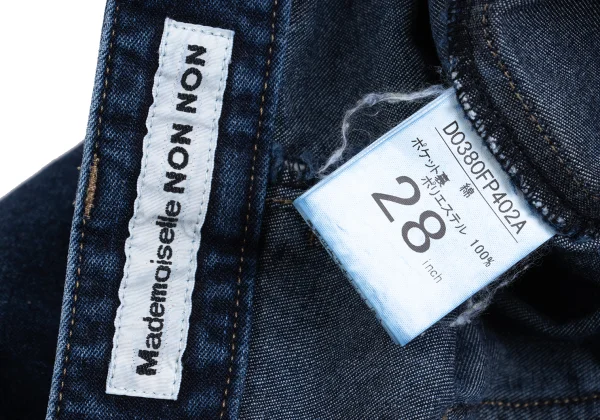 Mademoiselle NON NON
D0380FP402A
ポケット裏 綿
ポリエステル 100%
28
inch